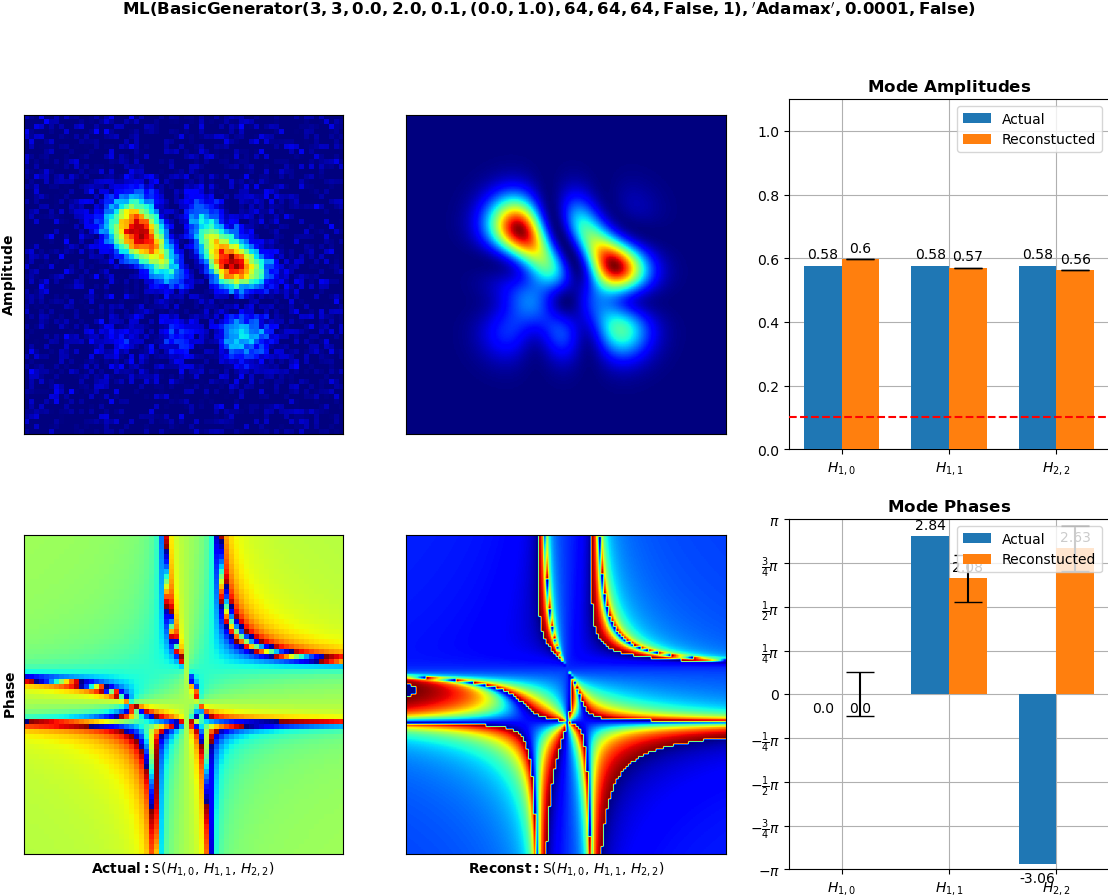 ML(BasicGenerator(3, 3, 0.0, 2.0, 0.1, (0.0, 1.0), 64, 64, 64, False, 1), ′Adamax′, 0.0001, False)
Amplitude
Mode Amplitudes
Actual
Reconstucted
1.0
0.8
0.6
0.4
0.2
0.0
0.58 0.6
0.58 0.57
0.58 0.56
H1,0 H1,1 H2,2
Phase
Actual: S(H1,0, H1,1, H2,2)
Reconst: S(H1,0, H1,1, H2,2)
Mode Phases
Actual
Reconstucted
π
3/4π
1/2π
1/4π
0
−1/4π
−1/2π
−3/4π
−π
0.0 0.0
2.84 2.08
-3.06 2.63
H1,0 H1,1 H2,2